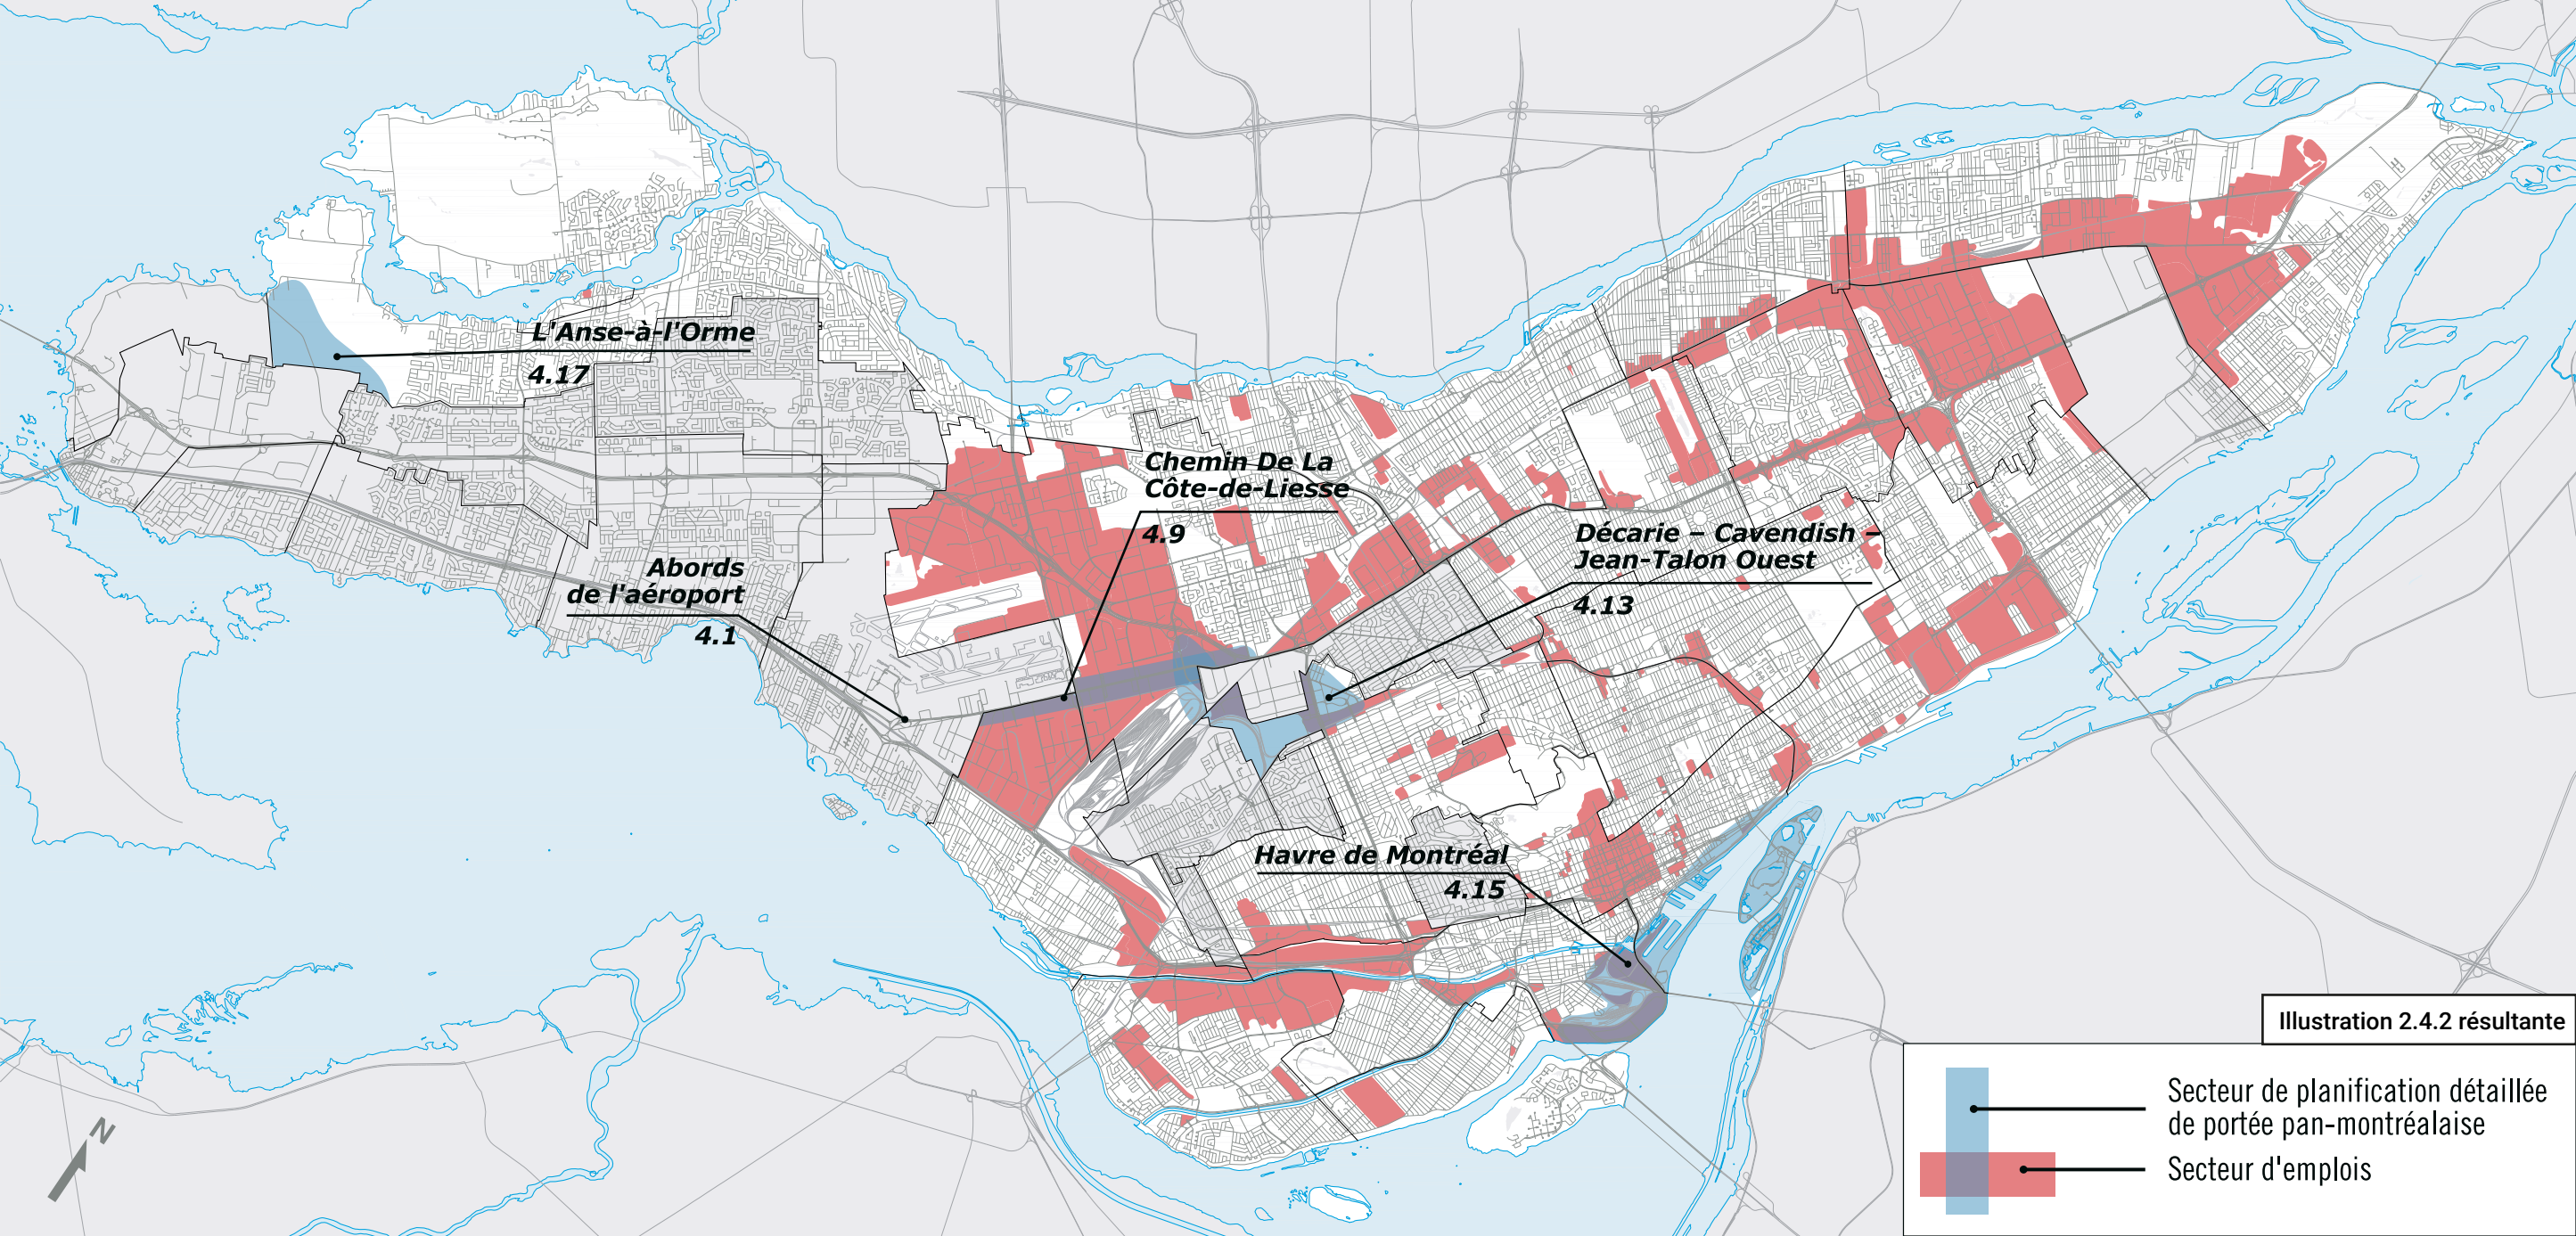 L'Anse-à-l'Orme
4.17
Chemin De La
Côte-de-Liesse
4.9
Décarie – Cavendish –
Jean-Talon Ouest
4.13
Abords
de l'aéroport
4.1
Havre de Montréal
4.15
N
Illustration 2.4.2 résultante
Secteur de planification détaillée
de portée pan-montréalaise
Secteur d'emplois